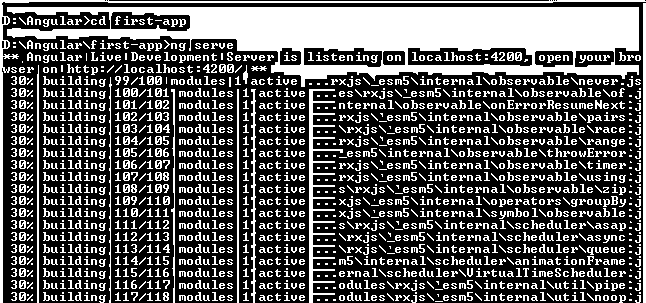 D:\Angular>cd first-app
D:\Angular\first-app>ng serve
** Angular Live Development Server is listening on localhost:4200, open your bro
wser on http://localhost:4200/ **
30% building 99/100 modules 1 active ...rxjs\_esm5\internal\observable\never.js
30% building 100/101 modules 1 active ...es\rxjs\_esm5\internal\observable\of.j
30% building 101/102 modules 1 active ...nternal\observable\onErrorResumeNext.j
30% building 102/103 modules 1 active ...rxjs\_esm5\internal\observable\pairs.j
30% building 103/104 modules 1 active ...\rxjs\_esm5\internal\observable\race.j
30% building 104/105 modules 1 active ...rxjs\_esm5\internal\observable\range.j
30% building 105/106 modules 1 active ..._esm5\internal\observable\throwError.j
30% building 106/107 modules 1 active ...rxjs\_esm5\internal\observable\timer.j
30% building 107/108 modules 1 active ...rxjs\_esm5\internal\observable\using.j
30% building 108/109 modules 1 active ...s\rxjs\_esm5\internal\observable\zip.j
30% building 109/110 modules 1 active ...xjs\_esm5\internal\operators\groupBy.j
30% building 110/111 modules 1 active ...xjs\_esm5\internal\symbol\observable.j
30% building 111/112 modules 1 active ...s\rxjs\_esm5\internal\scheduler\asap.j
30% building 112/113 modules 1 active ...\rxjs\_esm5\internal\scheduler\async.j
30% building 113/114 modules 1 active ...\rxjs\_esm5\internal\scheduler\queue.j
30% building 114/115 modules 1 active ...m5\internal\scheduler\animationFrame.j
30% building 115/116 modules 1 active ...ernal\scheduler\VirtualTimeScheduler.j
30% building 116/117 modules 1 active ...odules\rxjs\_esm5\internal\util\pipe.j
30% building 117/118 modules 1 active ...odules\rxjs\_esm5\internal\util\noop.j